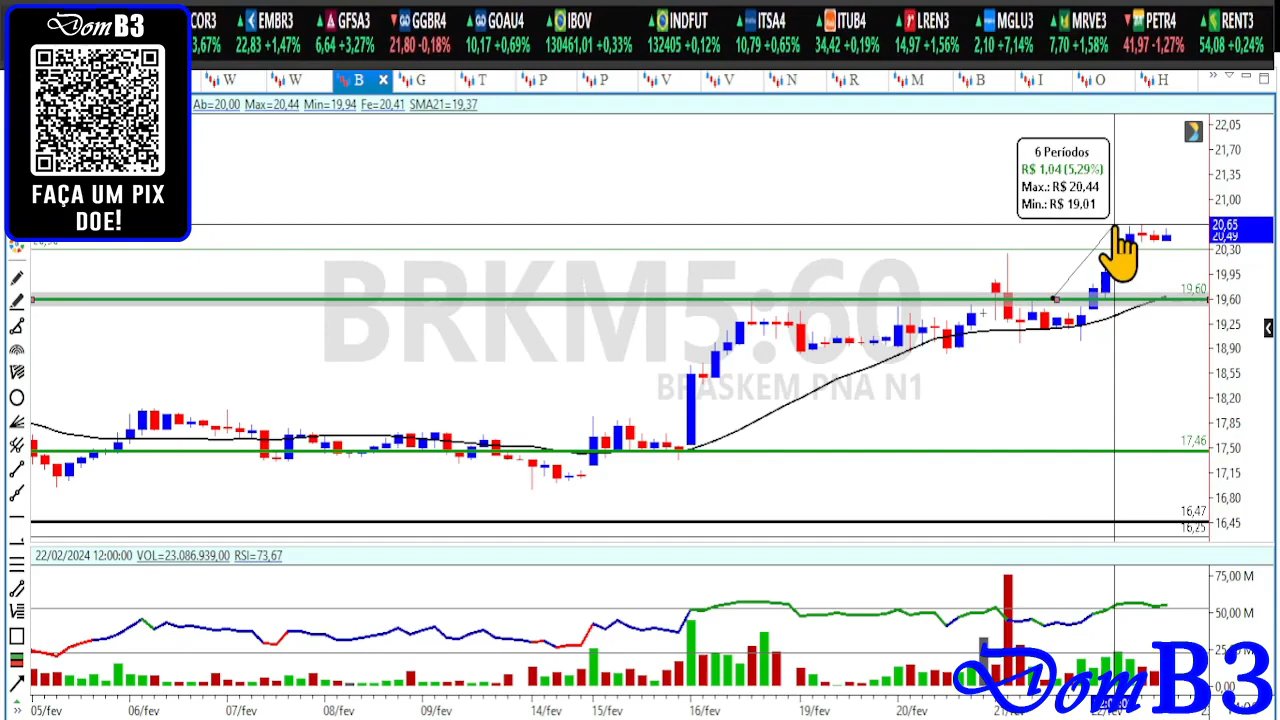 Dom B3
COR3 EMBR3 GFSA3 GGBR4 GOAU4 IBOV INDFUT ITSA4 ITUB4 LREN3 MGLU3 MRVE3 PETR4 RENT3
3,67% 22,83 +1,47% 6,64 +3,27% 21,80 -0,18% 10,17 +0,69% 130461,01 +0,33% 132405 +0,12% 10,79 +0,65% 34,42 +0,19% 14,97 +1,56% 2,10 +7,14% 7,70 +1,58% 41,97 -1,27% 54,08 +0,24%
W W B × G T P P V V N R M B I O H
Ab=20,00 Max=20,44 Min=19,94 Fe=20,41 SMA21=19,37
FAÇA UM PIX
DOE!
6 Períodos
R$ 1,04 (5,29%)
Max.: R$ 20,44
Min.: R$ 19,01
22,05
21,70
21,35
21,00
20,65
20,49
20,30
19,95
19,60
19,60
19,25
18,90
18,55
18,20
17,85
17,46
17,50
17,15
16,80
16,47
16,45
16,25
BRKM5:60
BRASKEM PNA N1
22/02/2024 12:00:00 VOL=23.086.939,00 RSI=73,67
75,00 M
50,00 M
0,00
05/fev 06/fev 07/fev 08/fev 09/fev 14/fev 15/fev 16/fev 19/fev 20/fev 21/fev
Dom B3